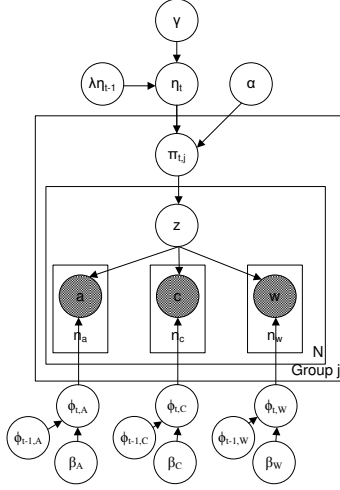 γ
λη_{t-1} η_t α
π_{t,j}
z
a c w
n_a n_c n_w
N
Group j
ϕ_{t,A} ϕ_{t,C} ϕ_{t,W}
ϕ_{t-1,A} β_A ϕ_{t-1,C} β_C ϕ_{t-1,W} β_W